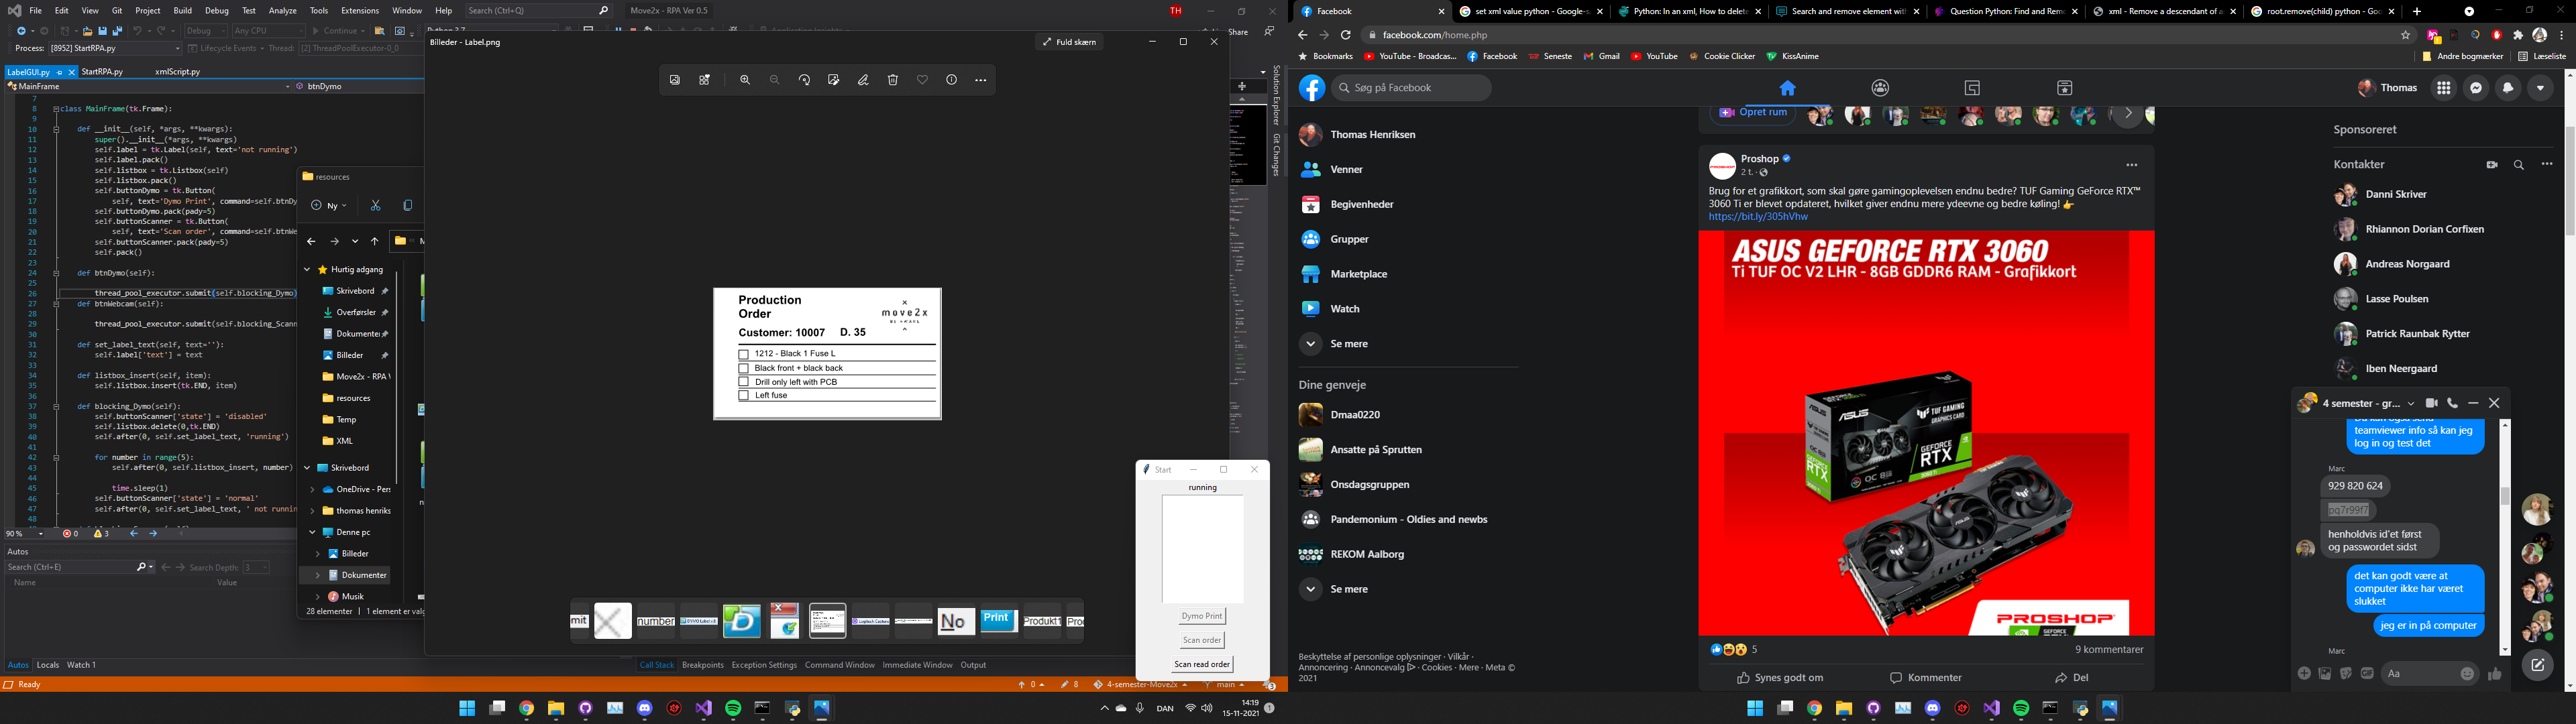 File Edit View Git Project Build Debug Test Analyze Tools Extensions Window Help Search (Ctrl+Q) Move2x - RPA Ver 0.5 TH
Debug Any CPU Continue
Process: [8952] StartRPA.py Lifecycle Events Thread: [2] ThreadPoolExecutor-0_0
Share
LabelGUI.py StartRPA.py xmlScript.py
MainFrame btnDymo
7
8 class MainFrame(tk.Frame):
9
10 def __init__(self, *args, **kwargs):
11 super().__init__(*args, **kwargs)
12 self.label = tk.Label(self, text='not running')
13 self.label.pack()
14 self.listbox = tk.Listbox(self)
15 self.listbox.pack()
16 self.buttonDymo = tk.Button(
17 self, text='Dymo Print', command=self.btnDy
18 self.buttonDymo.pack(pady=5)
19 self.buttonScanner = tk.Button(
20 self, text='Scan order', command=self.btnWe
21 self.buttonScanner.pack(pady=5)
22 self.pack()
23
24 def btnDymo(self):
25
26 thread_pool_executor.submit(self.blocking_Dymo)
27 def btnWebcam(self):
28
29 thread_pool_executor.submit(self.blocking_Scann
30
31 def set_label_text(self, text=''):
32 self.label['text'] = text
33
34 def listbox_insert(self, item):
35 self.listbox.insert(tk.END, item)
36
37 def blocking_Dymo(self):
38 self.buttonScanner['state'] = 'disabled'
39 self.listbox.delete(0,tk.END)
40 self.after(0, self.set_label_text, 'running')
41
42 for number in range(5):
43 self.after(0, self.listbox_insert, number)
44
45 time.sleep(1)
46 self.buttonScanner['state'] = 'normal'
47 self.after(0, self.set_label_text, ' not runnin
48
90 % 0 3
Autos
Search (Ctrl+E) Search Depth: 3
Name Value
Autos Locals Watch 1
Call Stack Breakpoints Exception Settings Command Window Immediate Window Output
Ready
0 8 4-semester-Move2x main 3
Solution Explorer
Git Changes
resources
Ny
M
Hurtig adgang
Skrivebord
Overførsler
Dokumenter
Billeder
Move2x - RPA V
resources
Temp
XML
Skrivebord
OneDrive - Pers
thomas henriks
Denne pc
Billeder
Dokumenter
Musik
28 elementer 1 element er valg
Billeder - Label.png
Fuld skærm
Production
Order
move2x
Customer: 10007 D. 35
1212 - Black 1 Fuse L
Black front + black back
Drill only left with PCB
Left fuse
mit number No Print Produkt1 Proc
Start
running
Dymo Print
Scan order
Scan read order
DAN 14:19
15-11-2021 1
Facebook set xml value python - Google-s Python: In an xml, How to delete Search and remove element with Question Python: Find and Rem xml - Remove a descendant of a root.remove(child) python - Goo
facebook.com/home.php
Bookmarks YouTube - Broadcas... Facebook Seneste Gmail YouTube Cookie Clicker KissAnime Andre bogmærker Læseliste
Søg på Facebook
Thomas
Thomas Henriksen
Venner
Begivenheder
Grupper
Marketplace
Watch
Se mere
Dine genveje
Dmaa0220
Ansatte på Sprutten
Onsdagsgruppen
Pandemonium - Oldies and newbs
REKOM Aalborg
Se mere
Beskyttelse af personlige oplysninger · Vilkår ·
Annoncering · Annoncevalg · Cookies · Mere · Meta ©
2021
Opret rum
Proshop
2 t.
Brug for et grafikkort, som skal gøre gamingoplevelsen endnu bedre? TUF Gaming GeForce RTX™
3060 Ti er blevet opdateret, hvilket giver endnu mere ydeevne og bedre køling! 👉
https://bit.ly/305hVhw
ASUS GEFORCE RTX 3060
Ti TUF OC V2 LHR - 8GB GDDR6 RAM - Grafikkort
ASUS
GEFORCE
RTX
PROSHOP
5 9 kommentarer
Synes godt om Kommenter Del
Sponsoreret
Kontakter
Danni Skriver
Rhiannon Dorian Corfixen
Andreas Norgaard
Lasse Poulsen
Patrick Raunbak Rytter
Iben Neergaard
4 semester - gr...
teamviewer info så kan jeg
log in og test det
Marc
929 820 624
pq7r99f7
henholdvis id'et først
og passwordet sidst
det kan godt være at
computer ikke har været
slukket
jeg er in på computer
Marc
Aa